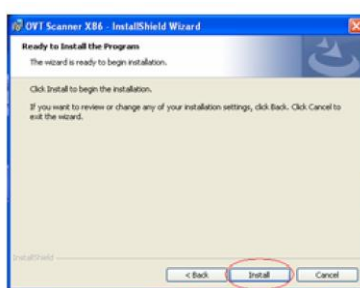 OVT Scanner X86 - InstallShield Wizard
Ready to Install the Program
The wizard is ready to begin installation.
Click Install to begin the installation.
If you want to review or change any of your installation settings, click Back. Click Cancel to
exit the wizard.
InstallShield
< Back
Install
Cancel